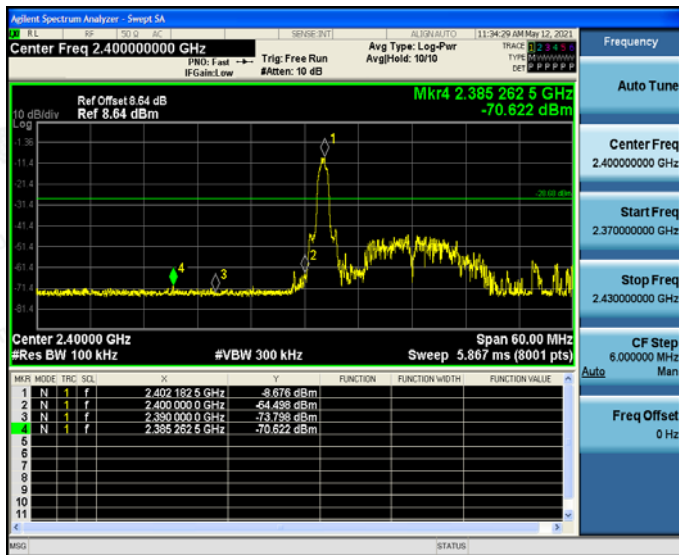 Agilent Spectrum Analyzer - Swept SA
RL RF 50 Ω AC SENSE:INT ALIGNAUTO 11:34:29 AM May 12, 2021
Center Freq 2.400000000 GHz
PNO: Fast
IFGain:Low
Trig: Free Run
#Atten: 10 dB
Avg Type: Log-Pwr
Avg|Hold: 10/10
TRACE 1 2 3 4 5 6
TYPE M W W W W W
DET P P P P P P
Ref Offset 8.64 dB
10 dB/div Ref 8.64 dBm
Log
Mkr4 2.385 262 5 GHz
-70.622 dBm
-1.36
-11.4
-21.4
-28.68 dBm
-31.4
-41.4
-51.4
-61.4
-71.4
-81.4
1
2
3
4
Center 2.40000 GHz Span 60.00 MHz
#Res BW 100 kHz #VBW 300 kHz Sweep 5.867 ms (8001 pts)
MKR MODE TRC SCL X Y FUNCTION FUNCTION WIDTH FUNCTION VALUE
1 N 1 f 2.402 182 5 GHz -8.676 dBm
2 N 1 f 2.400 000 0 GHz -64.498 dBm
3 N 1 f 2.390 000 0 GHz -73.798 dBm
4 N 1 f 2.385 262 5 GHz -70.622 dBm
5
6
7
8
9
10
11
MSG STATUS
Frequency
Auto Tune
Center Freq
2.400000000 GHz
Start Freq
2.370000000 GHz
Stop Freq
2.430000000 GHz
CF Step
6.000000 MHz
Auto Man
Freq Offset
0 Hz